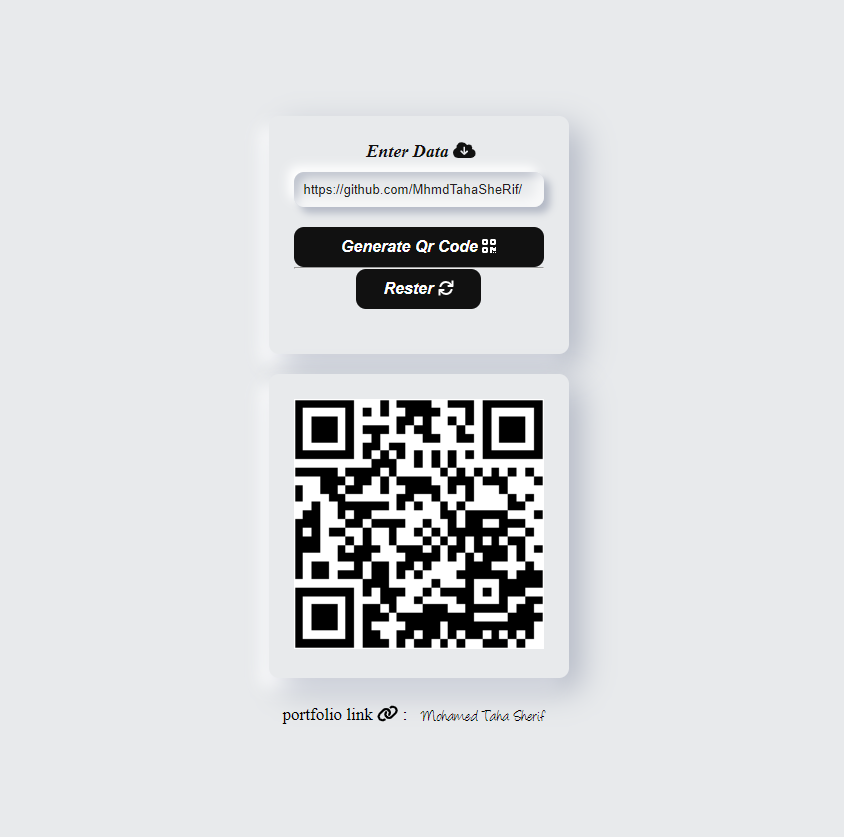 Enter Data
https://github.com/MhmdTahaSheRif/
Generate Qr Code
Rester
portfolio link : Mohamed Taha Sherif